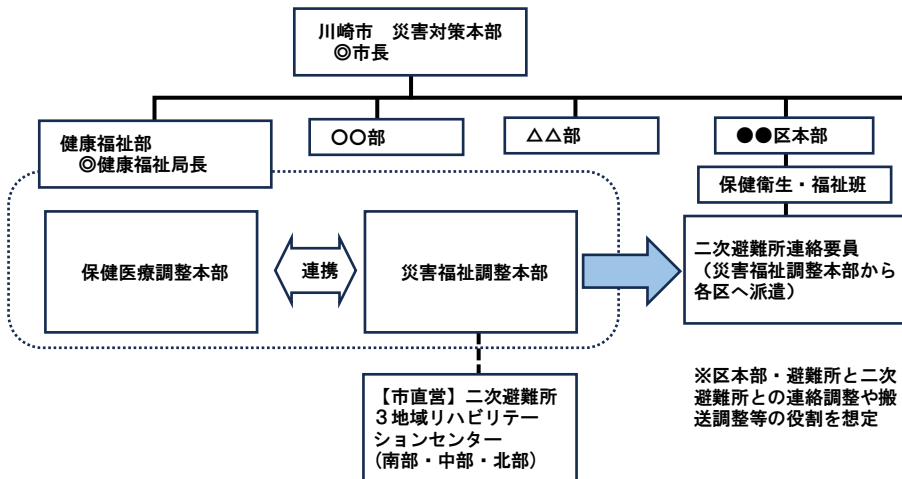 川崎市　災害対策本部
◎市長
健康福祉部
◎健康福祉局長
〇〇部
△△部
●●区本部
保健衛生・福祉班
保健医療調整本部
連携
災害福祉調整本部
二次避難所連絡要員
（災害福祉調整本部から
各区へ派遣）
【市直営】二次避難所
３地域リハビリテー
ションセンター
(南部・中部・北部）
※区本部・避難所と二次
避難所との連絡調整や搬
送調整等の役割を想定